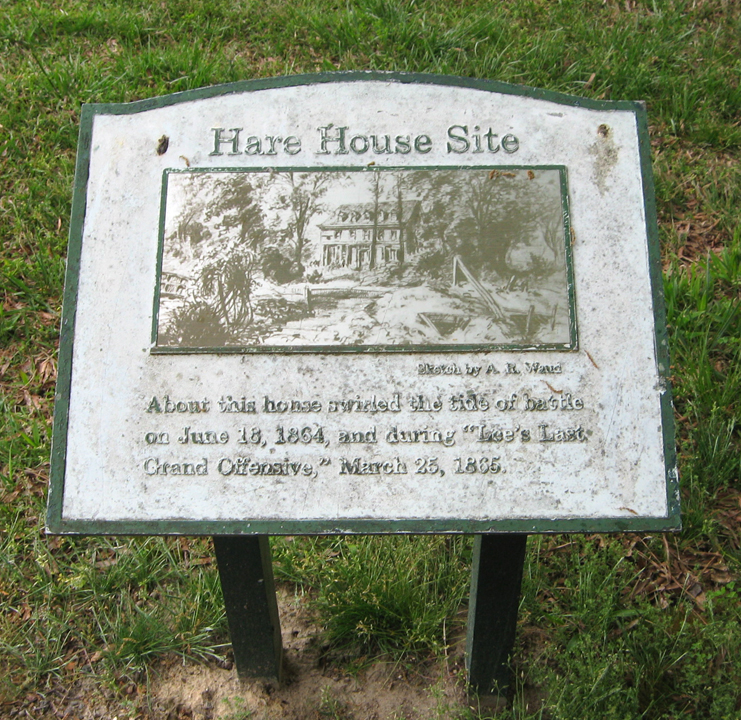 Hare House Site
Sketch by A. R. Waud
About this house swirled the tide of battle
on June 18, 1864, and during "Lee's Last
Grand Offensive," March 25, 1865.